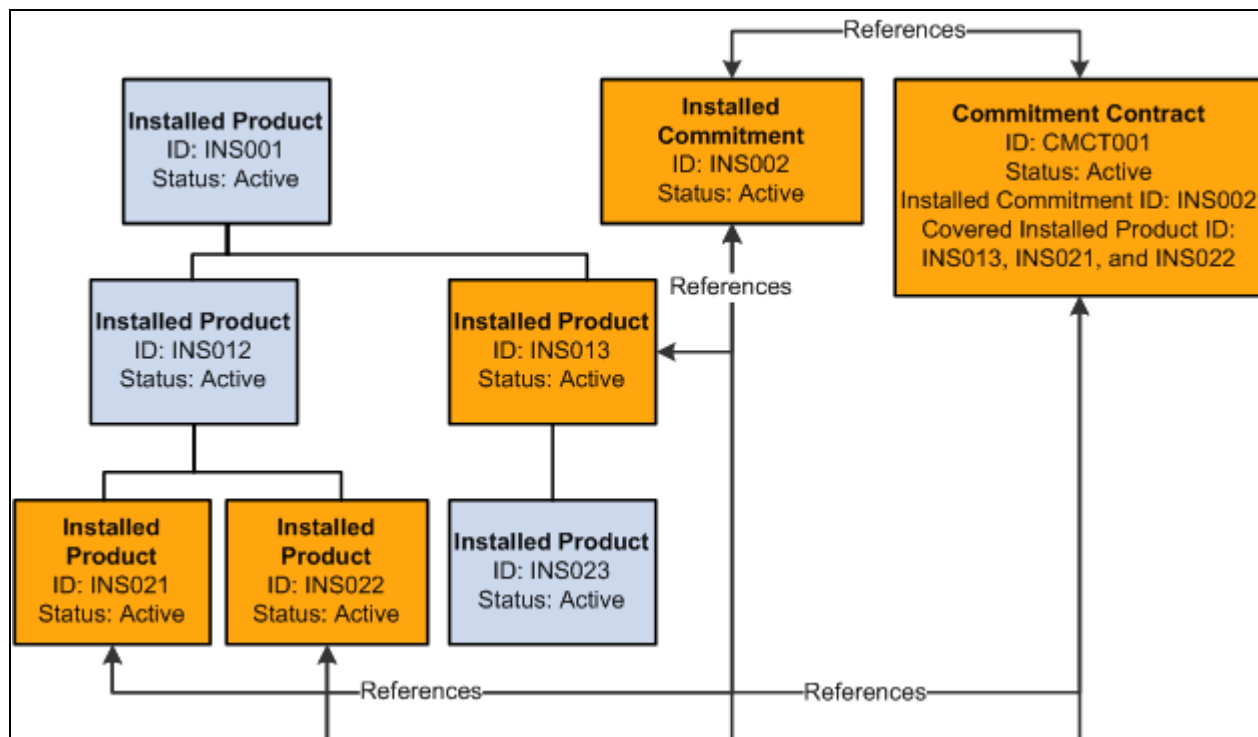 References
Installed Product
ID: INS001
Status: Active
Installed
Commitment
ID: INS002
Status: Active
Commitment Contract
ID: CMCT001
Status: Active
Installed Commitment ID: INS002
Covered Installed Product ID:
INS013, INS021, and INS022
References
Installed Product
ID: INS012
Status: Active
Installed Product
ID: INS013
Status: Active
Installed
Product
ID: INS021
Status: Active
Installed
Product
ID: INS022
Status: Active
Installed Product
ID: INS023
Status: Active
References
References